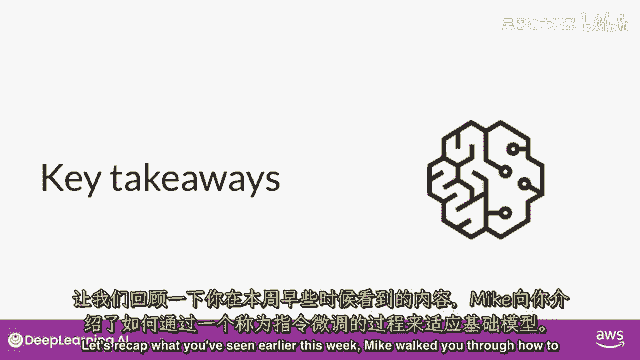 Key takeaways
让我们回顾一下你在本周早些时侯看到的内容，Mike向你介
绍了如何通过一个称为指令微调的过程来适应基础模型。
Let's recap what you've seen earlier this week, Mike walked you through how to
DeepLearning.AI
aws